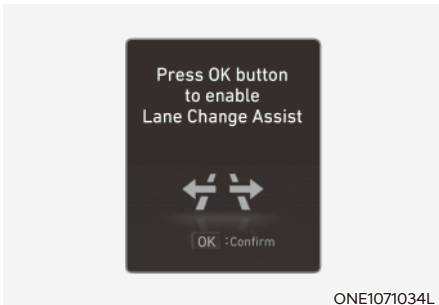 Press OK button
to enable
Lane Change Assist
OK :Confirm
ONE1071034L